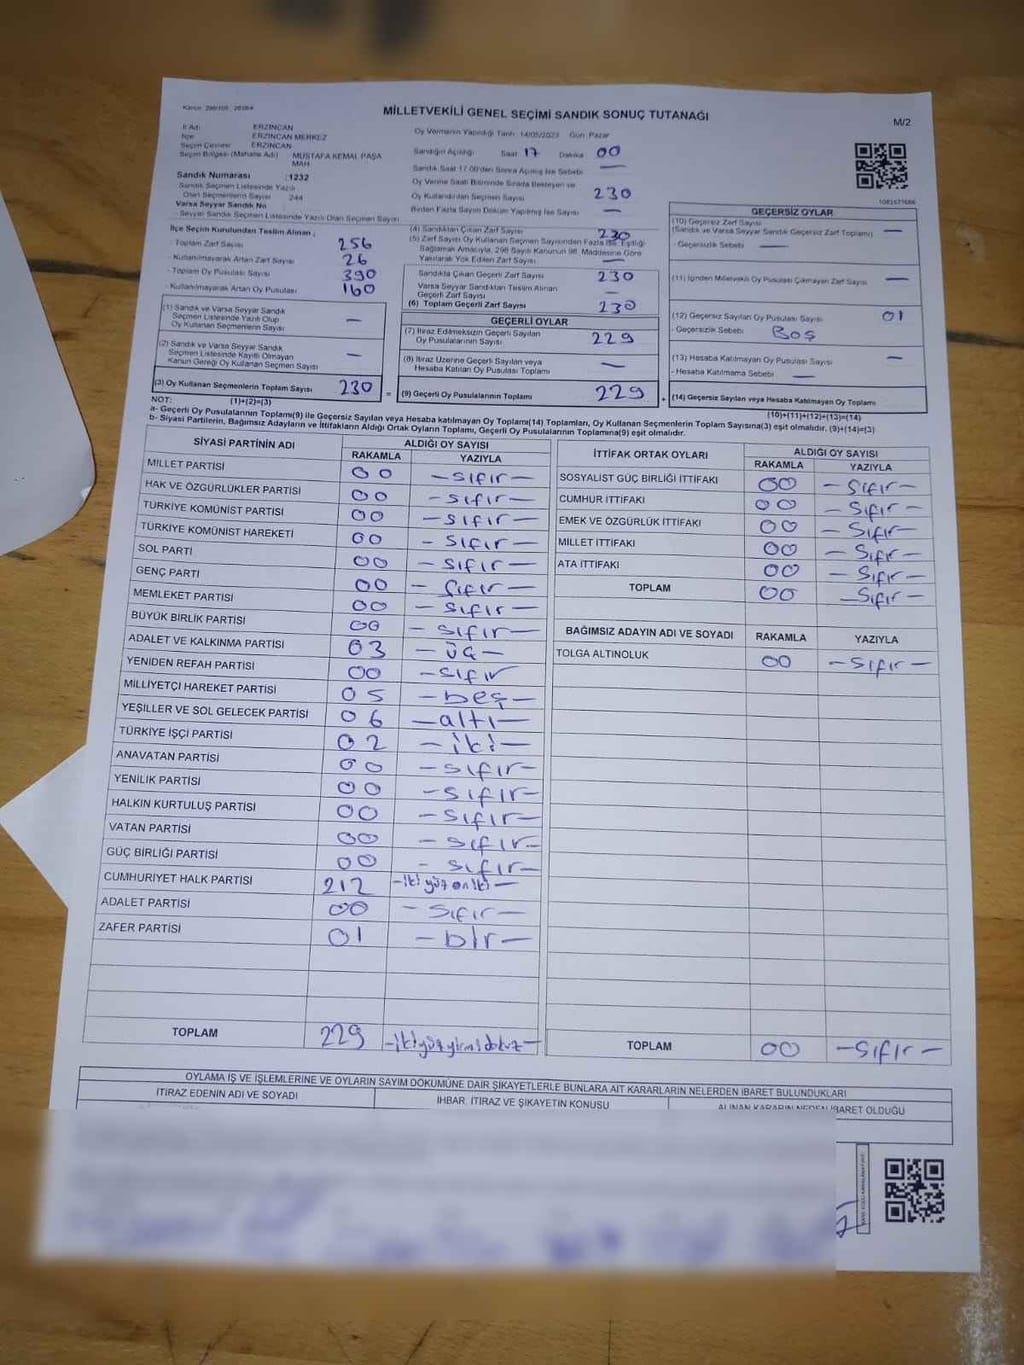 MİLLETVEKİLİ GENEL SEÇİMİ SANDIK SONUÇ TUTANAĞI
M/2
İl Adı ERZİNCAN
İlçe ERZİNCAN MERKEZ
Seçim Çevresi ERZİNCAN
Seçim Bölgesi (Mahalle Adı) MUSTAFA KEMAL PAŞA MAH
Sandık Numarası :1232
Sandık Seçmen Listesinde Yazılı
Olan Seçmenlerin Sayısı 244
Varsa Seyyar Sandık No
- Seyyar Sandık Seçmen Listesinde Yazılı Olan Seçmen Sayısı
İlçe Seçim Kurulundan Teslim Alınan ;
- Toplam Zarf Sayısı 256
- Kullanılmayarak Artan Zarf Sayısı 26
- Toplam Oy Pusulası Sayısı 390
- Kullanılmayarak Artan Oy Pusulası 160
(1) Sandık ve Varsa Seyyar Sandık
Seçmen Listesinde Yazılı Olup
Oy Kullanan Seçmenlerin Sayısı —
(2) Sandık ve Varsa Seyyar Sandık
Seçmen Listesinde Kayıtlı Olmayan
Kanun Gereği Oy Kullanan Seçmen Sayısı —
(3) Oy Kullanan Seçmenlerin Toplam Sayısı 230
(1)+(2)=(3)
Oy Vermenin Yapıldığı Tarih 14/05/2023 Gün Pazar
Sandığın Açılışı Saat 17 Dakika 00
Sandık Saat 17.00'den Sonra Açılmış İse Sebebi —
Oy Verme Saati Bitiminde Sırada Bekleyen ve
Oy Kullandırılan Seçmen Sayısı 230
Birden Fazla Sayım Döküm Yapılmış İse Sayısı —
(4) Sandıktan Çıkan Zarf Sayısı 230
(5) Zarf Sayısı Oy Kullanan Seçmen Sayısından Fazla İse, Eşitliği
Sağlamak Amacıyla, 298 Sayılı Kanunun 98. Maddesine Göre
Yakılarak Yok Edilen Zarf Sayısı —
Sandıkta Çıkan Geçerli Zarf Sayısı 230
Varsa Seyyar Sandıktan Teslim Alınan
Geçerli Zarf Sayısı —
(6) Toplam Geçerli Zarf Sayısı 230
GEÇERLİ OYLAR
(7) İtiraz Edilmeksizin Geçerli Sayılan
Oy Pusulalarının Sayısı 229
(8) İtiraz Üzerine Geçerli Sayılan veya
Hesaba Katılan Oy Pusulası Toplamı —
= (9) Geçerli Oy Pusulalarının Toplamı 229
1083671686
GEÇERSİZ OYLAR
(10) Geçersiz Zarf Sayısı
(Sandık ve Varsa Seyyar Sandık Geçersiz Zarf Toplamı) —
- Geçersizlik Sebebi —
(11) İçinden Milletvekili Oy Pusulası Çıkmayan Zarf Sayısı —
(12) Geçersiz Sayılan Oy Pusulası Sayısı 01
- Geçersizlik Sebebi: Boş
(13) Hesaba Katılmayan Oy Pusulası Sayısı —
- Hesaba Katılmama Sebebi —
+ (14) Geçersiz Sayılan veya Hesaba Katılmayan Oy Toplamı
(10)+(11)+(12)+(13)=(14)
NOT:
a- Geçerli Oy Pusulalarının Toplamı(9) ile Geçersiz Sayılan veya Hesaba katılmayan Oy Toplamı(14) Toplamları, Oy Kullanan Seçmenlerin Toplam Sayısına(3) eşit olmalıdır. (9)+(14)=(3)
b- Siyasi Partilerin, Bağımsız Adayların ve İttifakların Aldığı Ortak Oyların Toplamı, Geçerli Oy Pusulalarının Toplamına(9) eşit olmalıdır.
SİYASİ PARTİNİN ADI ALDIĞI OY SAYISI
RAKAMLA YAZIYLA
MİLLET PARTİSİ 00 — sıfır —
HAK VE ÖZGÜRLÜKLER PARTİSİ 00 — sıfır —
TÜRKİYE KOMÜNİST PARTİSİ 00 — sıfır —
TÜRKİYE KOMÜNİST HAREKETİ 00 — sıfır —
SOL PARTİ 00 — sıfır —
GENÇ PARTİ 00 — sıfır —
MEMLEKET PARTİSİ 00 — sıfır —
BÜYÜK BİRLİK PARTİSİ 00 — sıfır —
ADALET VE KALKINMA PARTİSİ 03 — üç —
YENİDEN REFAH PARTİSİ 00 — sıfır
MİLLİYETÇİ HAREKET PARTİSİ 05 — beş —
YEŞİLLER VE SOL GELECEK PARTİSİ 06 — altı —
TÜRKİYE İŞÇİ PARTİSİ 02 — iki —
ANAVATAN PARTİSİ 00 — sıfır —
YENİLİK PARTİSİ 00 — sıfır —
HALKIN KURTULUŞ PARTİSİ 00 — sıfır —
VATAN PARTİSİ 00 — sıfır —
GÜÇ BİRLİĞİ PARTİSİ 00 — sıfır —
CUMHURİYET HALK PARTİSİ 212 — iki yüz on iki —
ADALET PARTİSİ 00 — sıfır —
ZAFER PARTİSİ 01 — bir —
TOPLAM 229 — ikiyüzyirmidokuz —
İTTİFAK ORTAK OYLARI ALDIĞI OY SAYISI
RAKAMLA YAZIYLA
SOSYALİST GÜÇ BİRLİĞİ İTTİFAKI 00 — sıfır —
CUMHUR İTTİFAKI 00 — sıfır —
EMEK VE ÖZGÜRLÜK İTTİFAKI 00 — sıfır —
MİLLET İTTİFAKI 00 — sıfır —
ATA İTTİFAKI 00 — sıfır —
TOPLAM 00 — sıfır —
BAĞIMSIZ ADAYIN ADI VE SOYADI RAKAMLA YAZIYLA
TOLGA ALTINOLUK 00 — sıfır —
TOPLAM 00 — sıfır —
OYLAMA İŞ VE İŞLEMLERİNE VE OYLARIN SAYIM DÖKÜMÜNE DAİR ŞİKAYETLERLE BUNLARA AİT KARARLARIN NELERDEN İBARET BULUNDUKLARI
İTİRAZ EDENİN ADI VE SOYADI İHBAR, İTİRAZ VE ŞİKAYETİN KONUSU ALINAN KARARIN NEDEN İBARET OLDUĞU